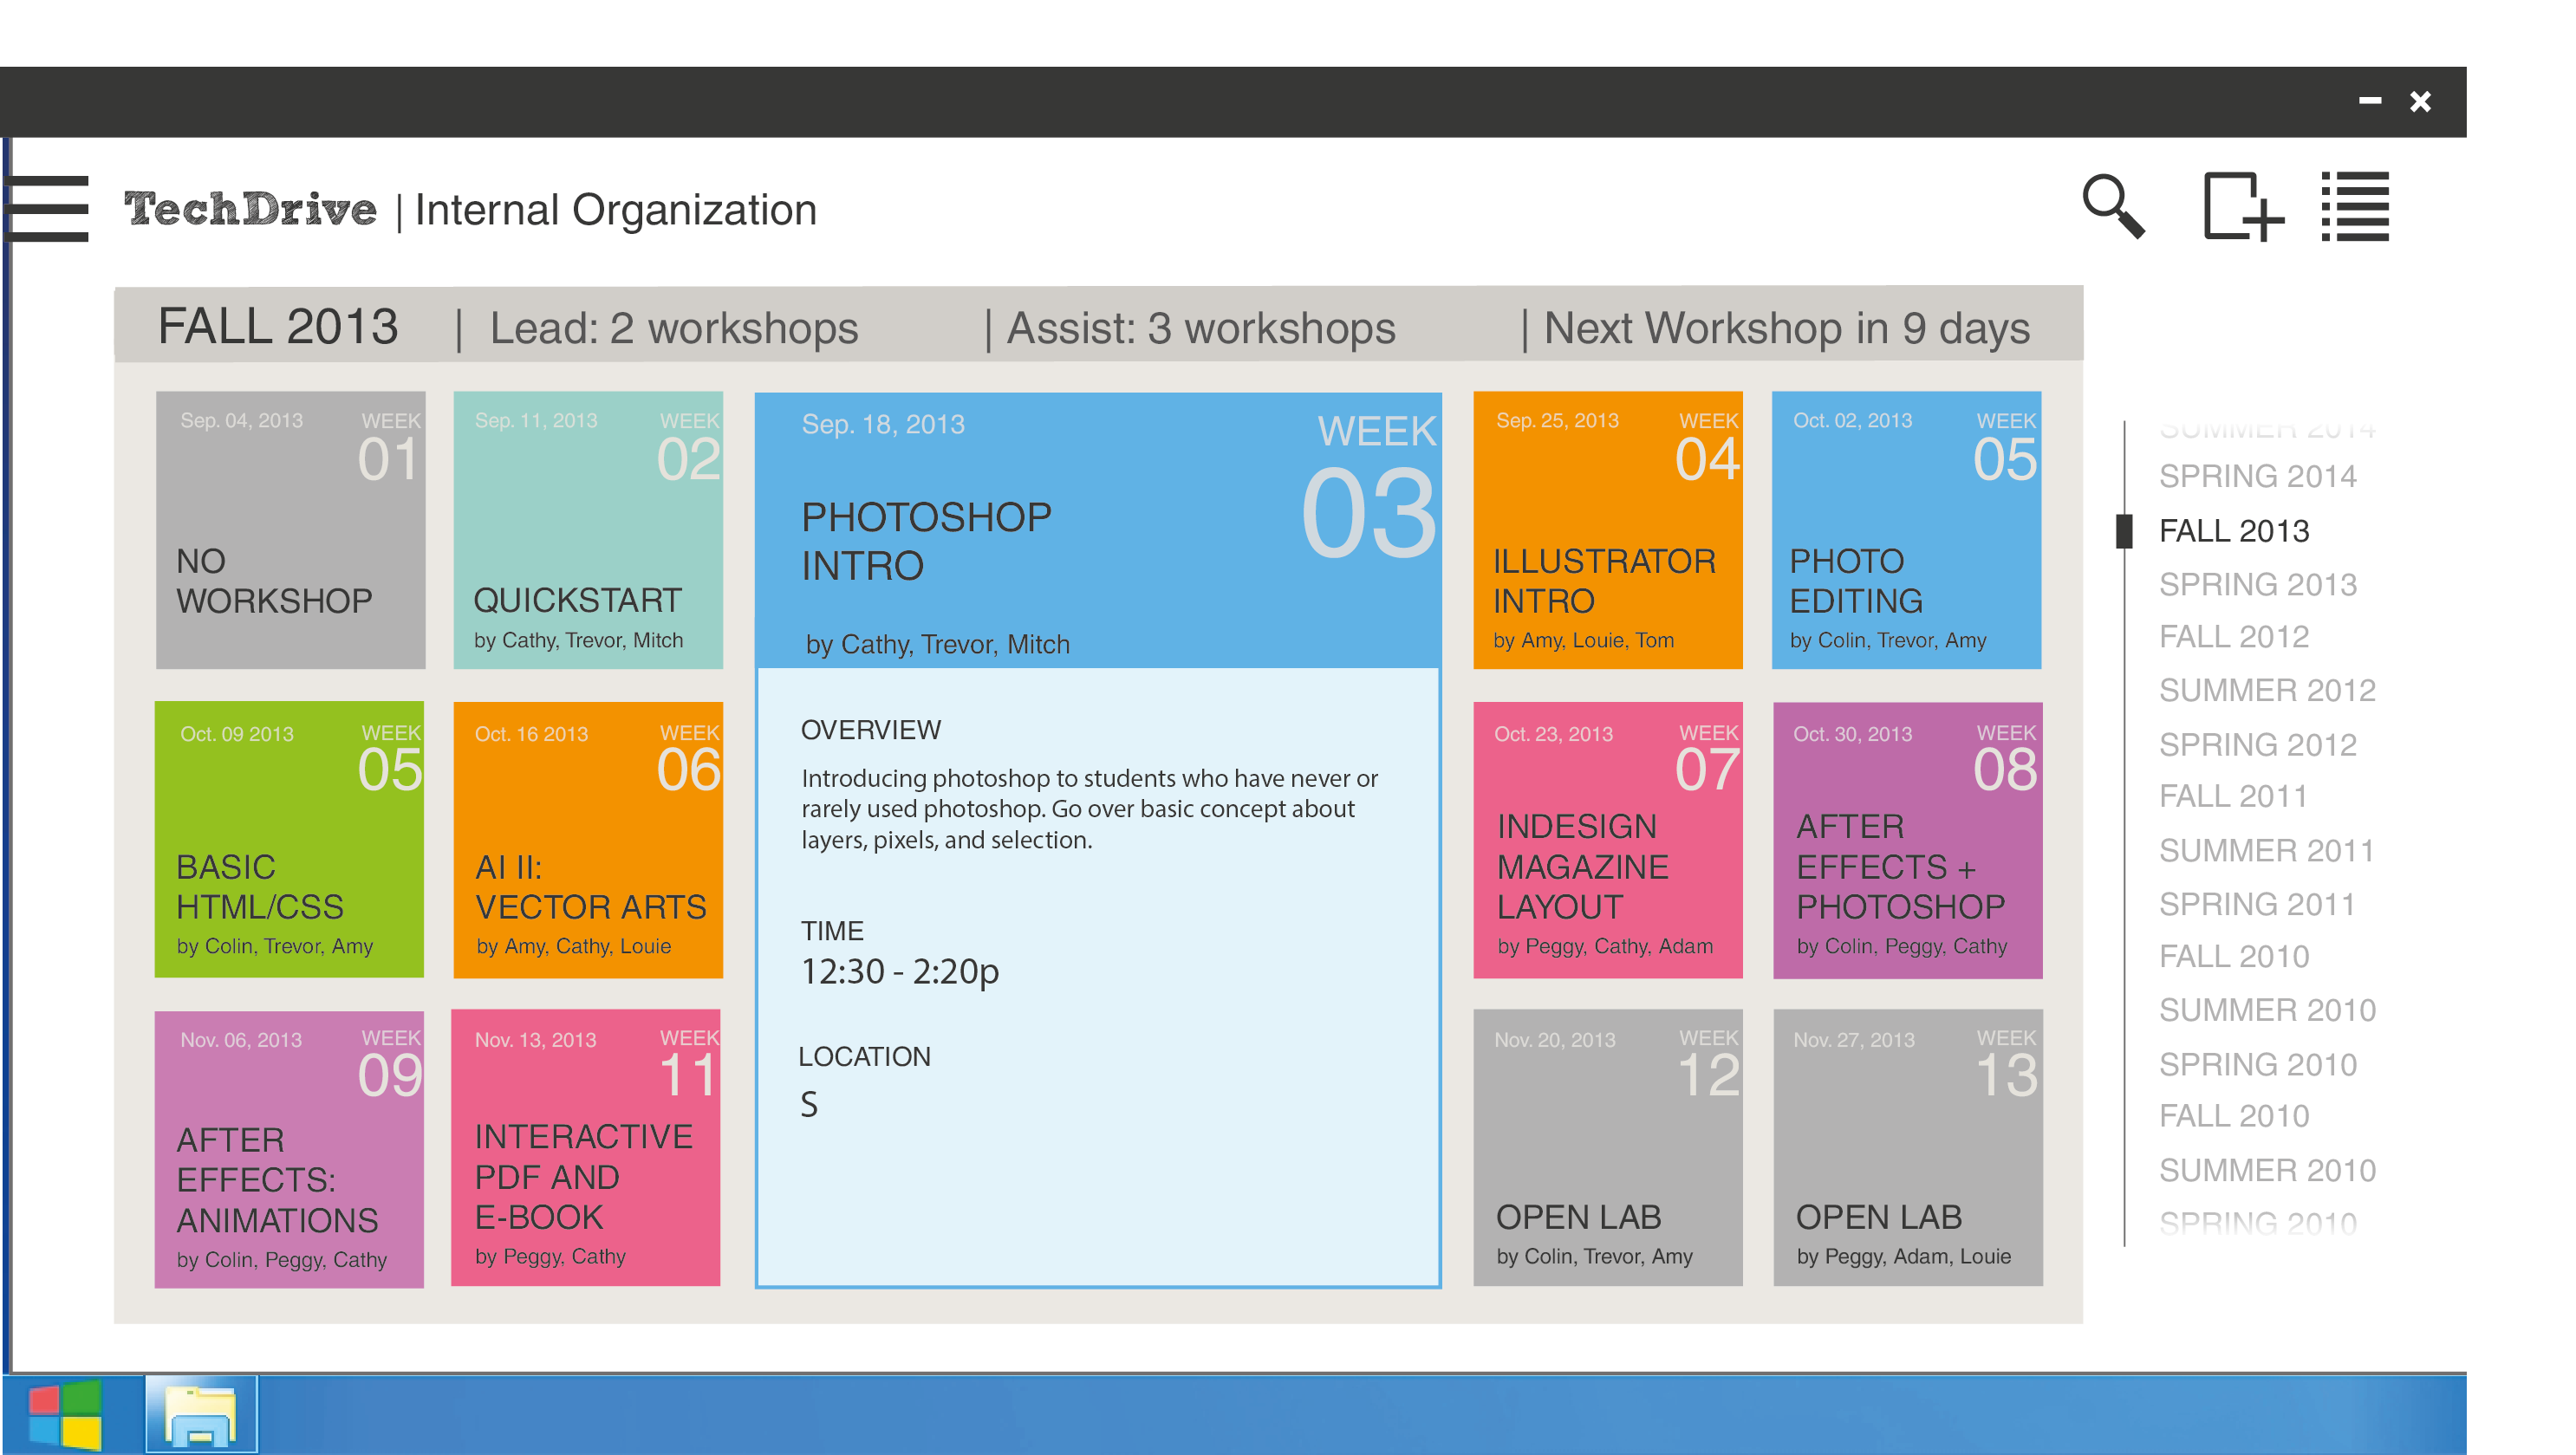 TechDrive | Internal Organization
FALL 2013 | Lead: 2 workshops | Assist: 3 workshops | Next Workshop in 9 days
Sep. 04, 2013 WEEK
01
NO
WORKSHOP
Sep. 11, 2013 WEEK
02
QUICKSTART
by Cathy, Trevor, Mitch
Sep. 18, 2013 WEEK
03
PHOTOSHOP
INTRO
by Cathy, Trevor, Mitch
OVERVIEW
Introducing photoshop to students who have never or
rarely used photoshop. Go over basic concept about
layers, pixels, and selection.
TIME
12:30 - 2:20p
LOCATION
S
Sep. 25, 2013 WEEK
04
ILLUSTRATOR
INTRO
by Amy, Louie, Tom
Oct. 02, 2013 WEEK
05
PHOTO
EDITING
by Colin, Trevor, Amy
Oct. 09 2013 WEEK
05
BASIC
HTML/CSS
by Colin, Trevor, Amy
Oct. 16 2013 WEEK
06
AI II:
VECTOR ARTS
by Amy, Cathy, Louie
Oct. 23, 2013 WEEK
07
INDESIGN
MAGAZINE
LAYOUT
by Peggy, Cathy, Adam
Oct. 30, 2013 WEEK
08
AFTER
EFFECTS +
PHOTOSHOP
by Colin, Peggy, Cathy
Nov. 06, 2013 WEEK
09
AFTER
EFFECTS:
ANIMATIONS
by Colin, Peggy, Cathy
Nov. 13, 2013 WEEK
11
INTERACTIVE
PDF AND
E-BOOK
by Peggy, Cathy
Nov. 20, 2013 WEEK
12
OPEN LAB
by Colin, Trevor, Amy
Nov. 27, 2013 WEEK
13
OPEN LAB
by Peggy, Adam, Louie
SUMMER 2014
SPRING 2014
FALL 2013
SPRING 2013
FALL 2012
SUMMER 2012
SPRING 2012
FALL 2011
SUMMER 2011
SPRING 2011
FALL 2010
SUMMER 2010
SPRING 2010
FALL 2010
SUMMER 2010
SPRING 2010